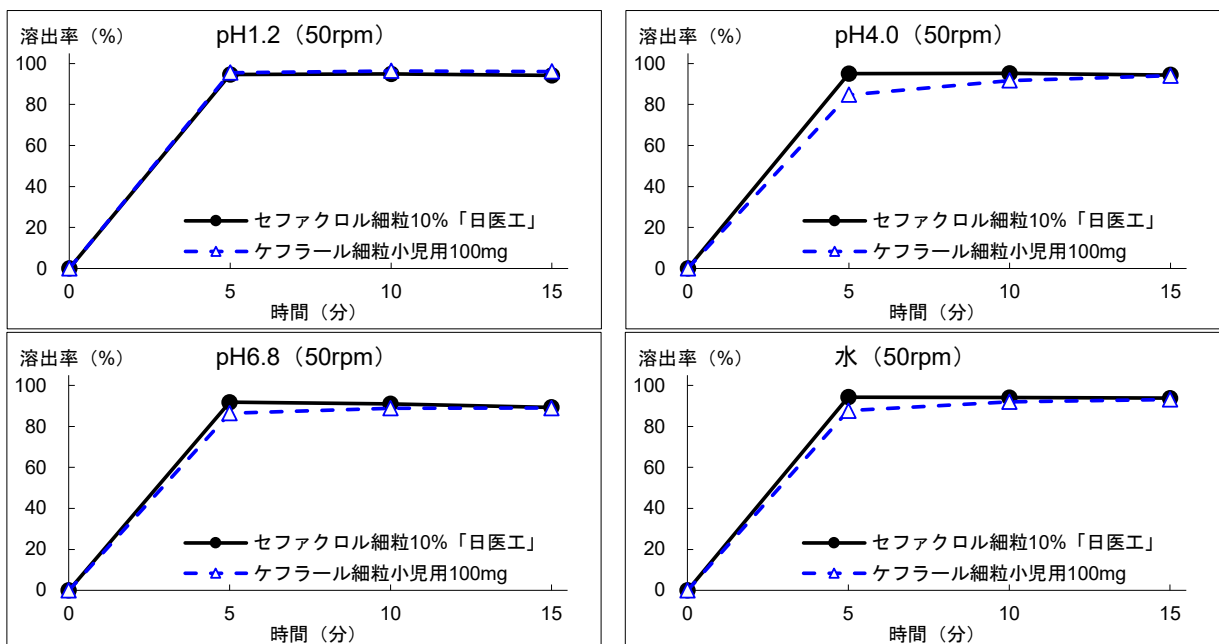 溶出率（%）
pH1.2（50rpm）
100
80
60
40
20
0
セファクロル細粒10%「日医工」
ケフラール細粒小児用100mg
0
5
10
15
時間（分）
溶出率（%）
pH4.0（50rpm）
100
80
60
40
20
0
セファクロル細粒10%「日医工」
ケフラール細粒小児用100mg
0
5
10
15
時間（分）
溶出率（%）
pH6.8（50rpm）
100
80
60
40
20
0
セファクロル細粒10%「日医工」
ケフラール細粒小児用100mg
0
5
10
15
時間（分）
溶出率（%）
水（50rpm）
100
80
60
40
20
0
セファクロル細粒10%「日医工」
ケフラール細粒小児用100mg
0
5
10
15
時間（分）